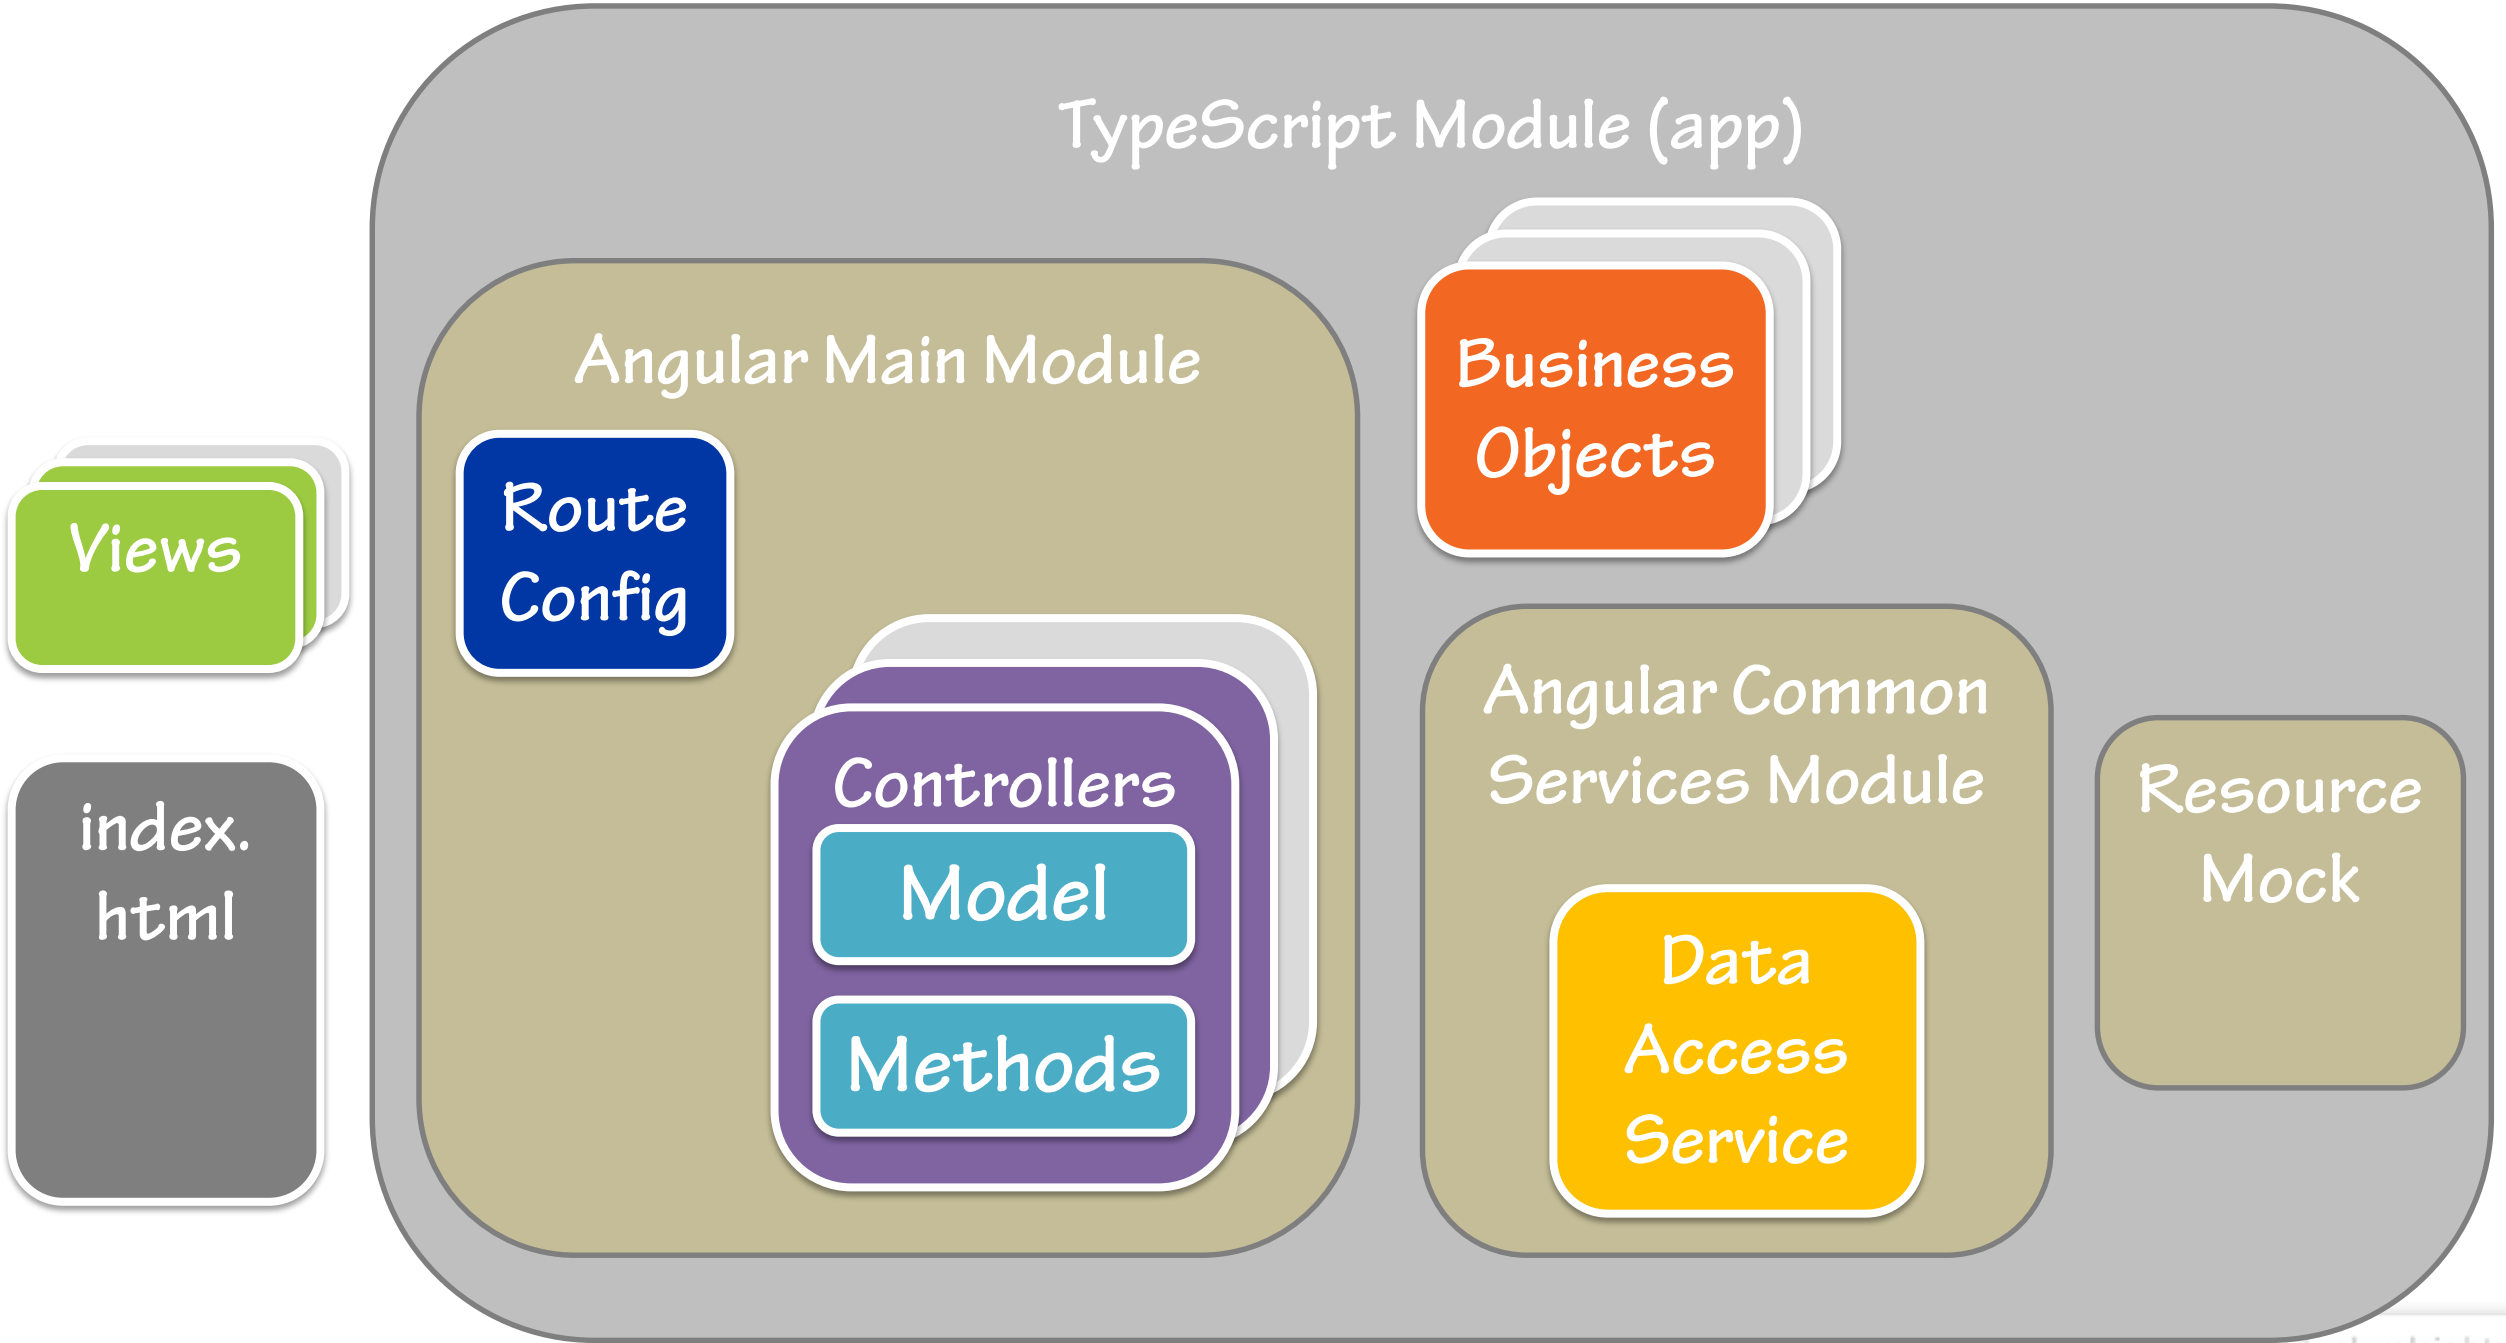 TypeScript Module (app)
Angular Main Module
Route
Config
Controllers
Model
Methods
Business
Objects
Angular Common
Services Module
Data
Access
Service
Resource
Mock
Views
index.
html